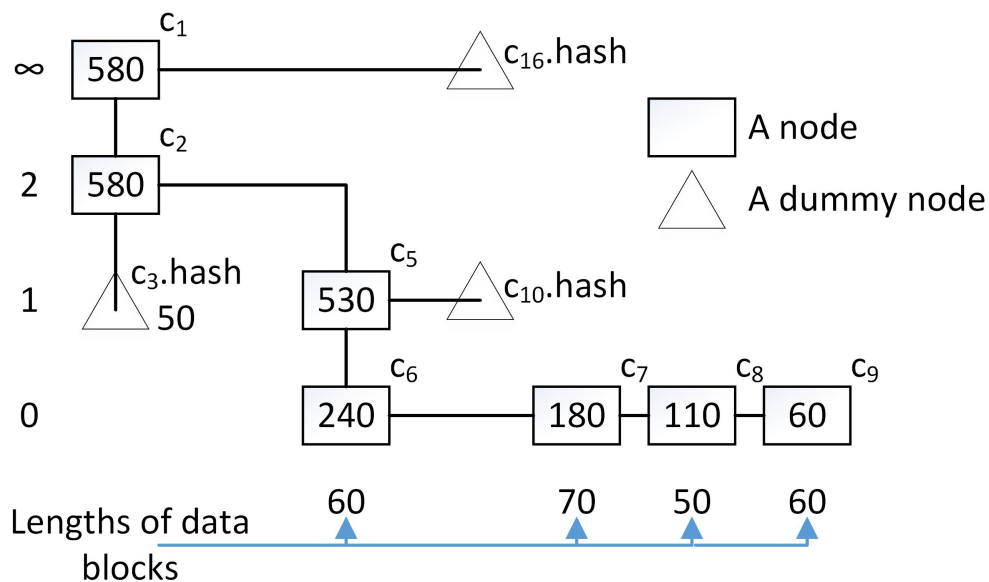 c1
∞ 580 c16.hash
A node
c2
2 580 A dummy node
c3.hash c5
1 50 530 c10.hash
c6 c7 c8 c9
0 240 180 110 60
60 70 50 60
Lengths of data
blocks